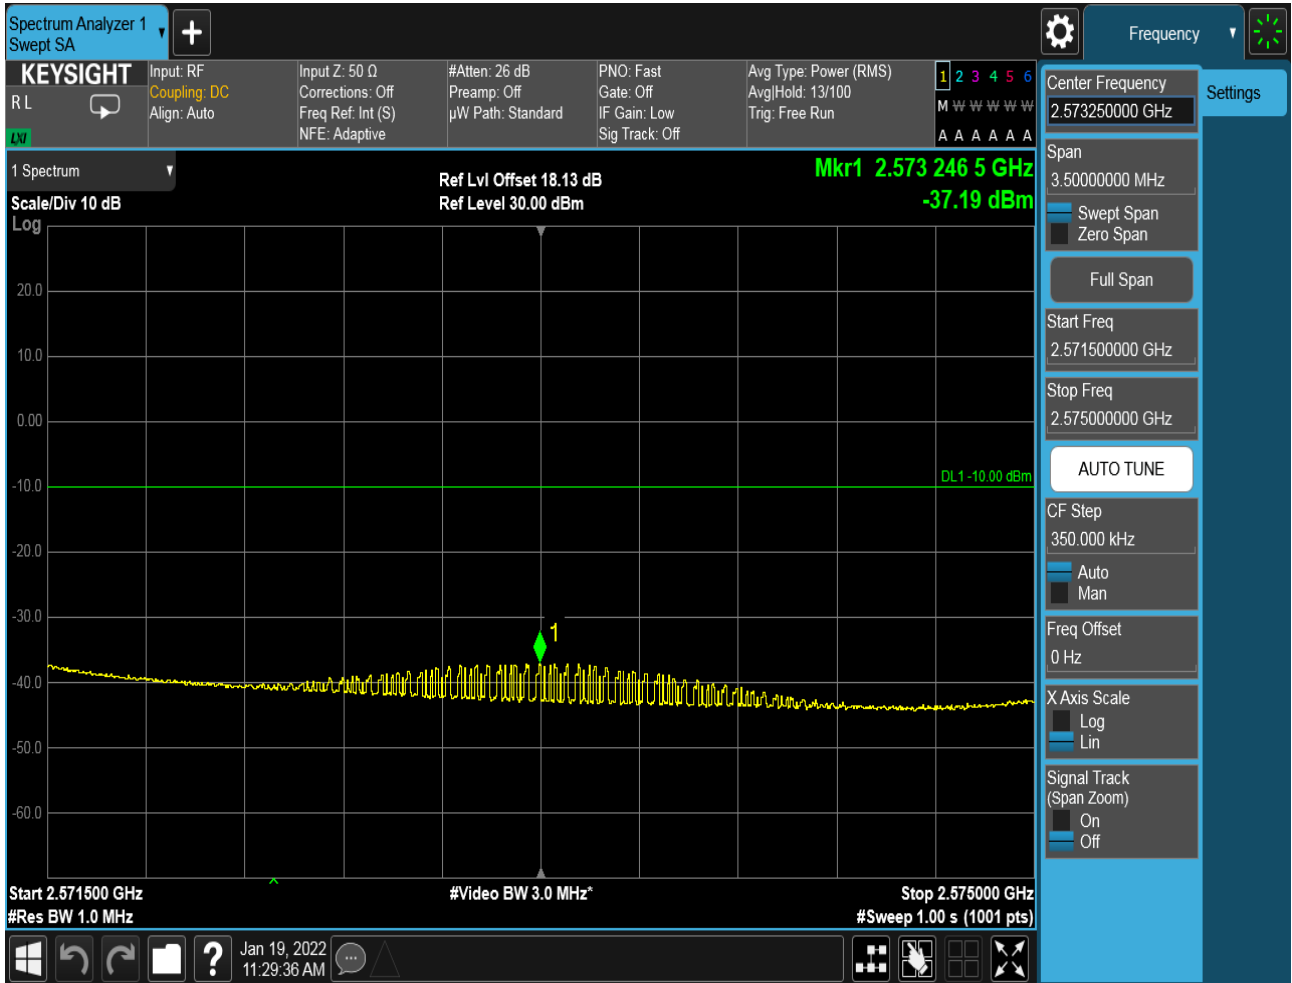 Spectrum Analyzer 1
Swept SA
Frequency
KEYSIGHT
R L
LXI
Input: RF
Coupling: DC
Align: Auto
Input Z: 50 Ω
Corrections: Off
Freq Ref: Int (S)
NFE: Adaptive
#Atten: 26 dB
Preamp: Off
µW Path: Standard
PNO: Fast
Gate: Off
IF Gain: Low
Sig Track: Off
Avg Type: Power (RMS)
Avg|Hold: 13/100
Trig: Free Run
1 2 3 4 5 6
M W W W W W
A A A A A A
1 Spectrum
Scale/Div 10 dB
Log
Ref Lvl Offset 18.13 dB
Ref Level 30.00 dBm
Mkr1 2.573 246 5 GHz
-37.19 dBm
20.0
10.0
0.00
-10.0
DL1 -10.00 dBm
-20.0
-30.0
1
-40.0
-50.0
-60.0
Start 2.571500 GHz
#Res BW 1.0 MHz
#Video BW 3.0 MHz*
Stop 2.575000 GHz
#Sweep 1.00 s (1001 pts)
Jan 19, 2022
11:29:36 AM
Center Frequency
2.573250000 GHz
Settings
Span
3.50000000 MHz
Swept Span
Zero Span
Full Span
Start Freq
2.571500000 GHz
Stop Freq
2.575000000 GHz
AUTO TUNE
CF Step
350.000 kHz
Auto
Man
Freq Offset
0 Hz
X Axis Scale
Log
Lin
Signal Track
(Span Zoom)
On
Off